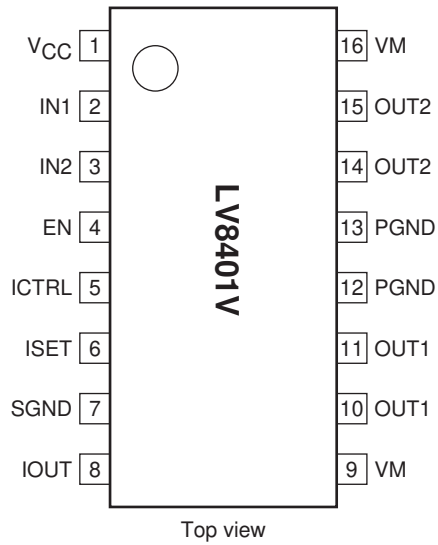 VCC 1 16 VM
IN1 2 15 OUT2
IN2 3 14 OUT2
EN 4 13 PGND
ICTRL 5 12 PGND
ISET 6 11 OUT1
SGND 7 10 OUT1
IOUT 8 9 VM
LV8401V
Top view